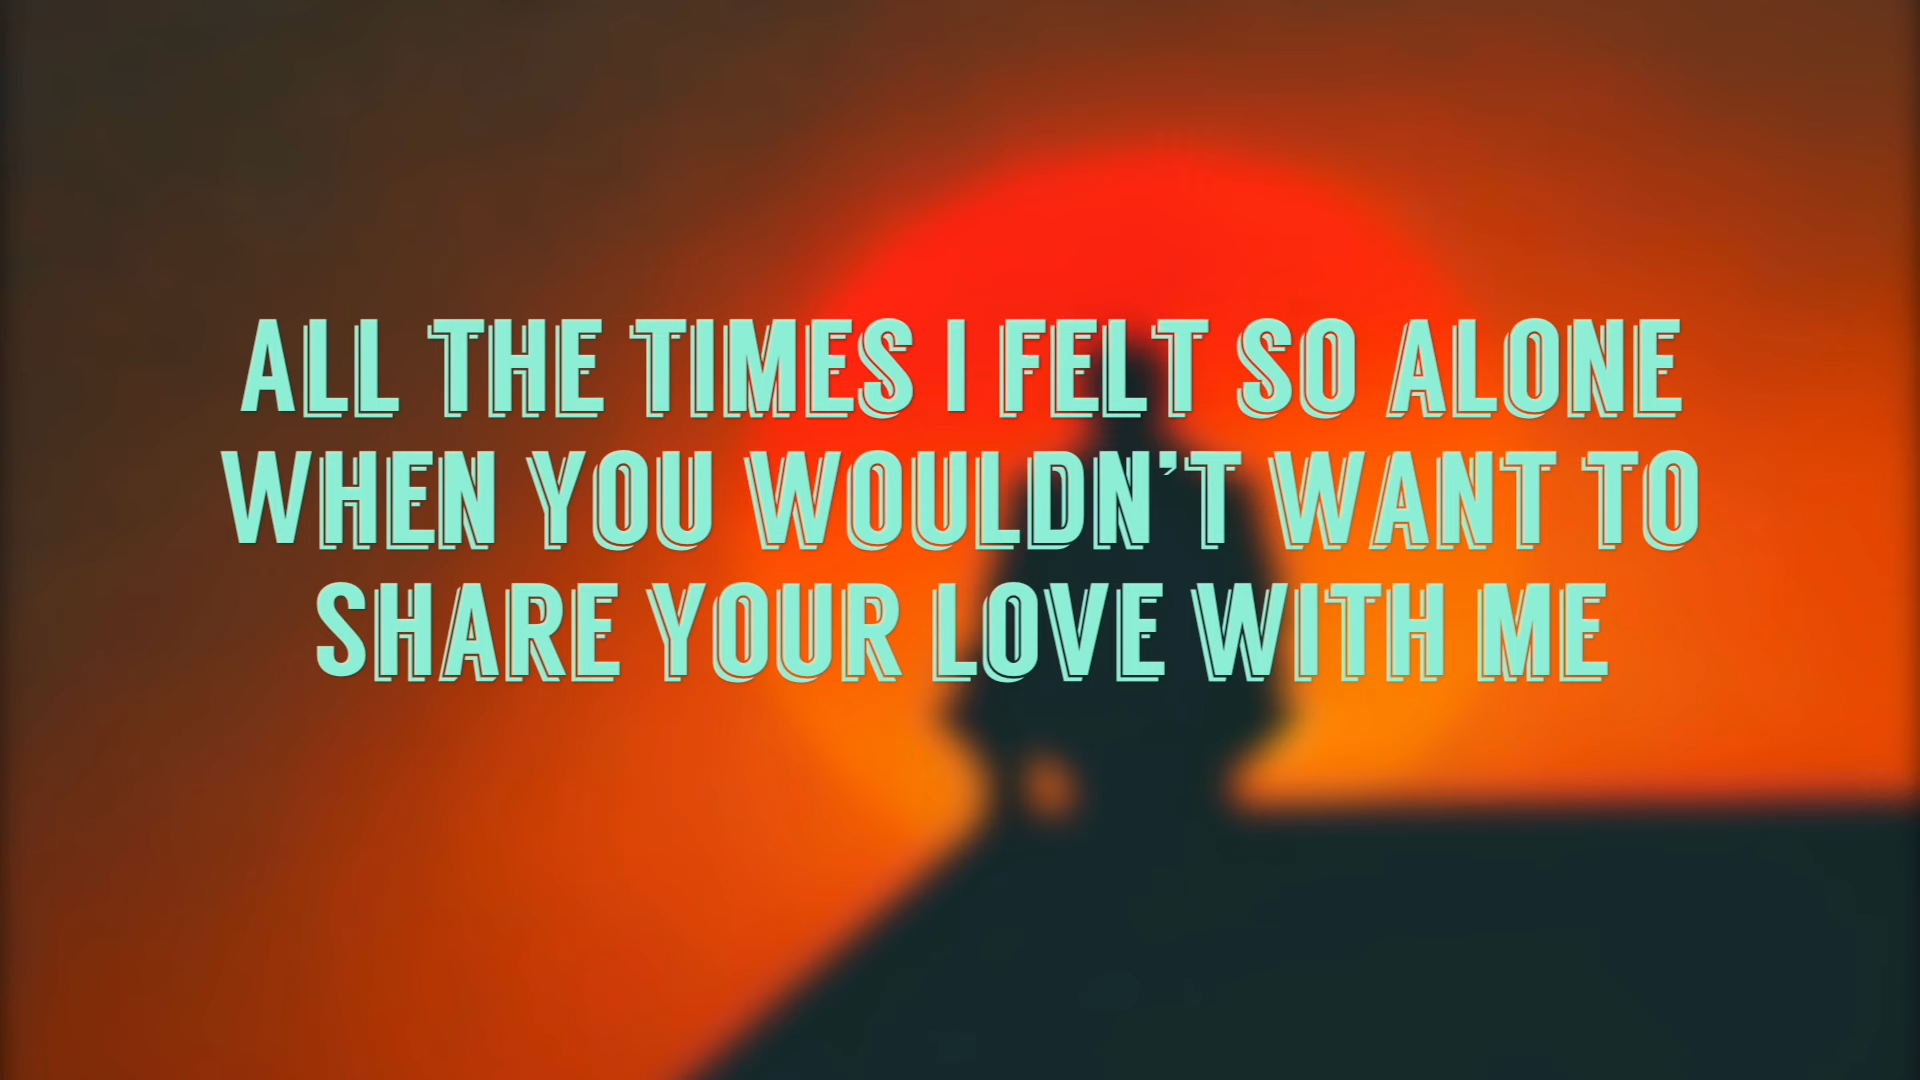 ALL THE TIMES I FELT SO ALONE
WHEN YOU WOULDN'T WANT TO
SHARE YOUR LOVE WITH ME